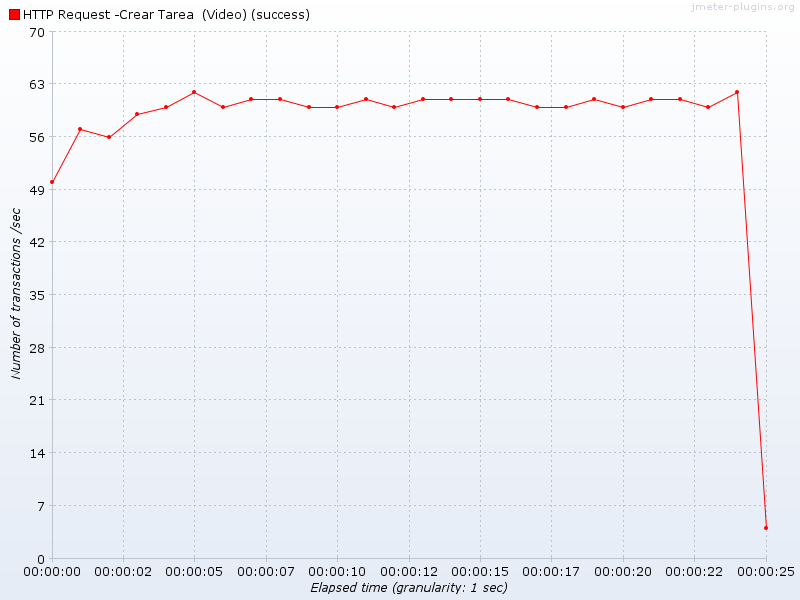 HTTP Request -Crear Tarea  (Video) (success)
jmeter-plugins.org
70
63
56
49
42
35
28
21
14
7
0
Number of transactions /sec
00:00:00 00:00:02 00:00:05 00:00:07 00:00:10 00:00:12 00:00:15 00:00:17 00:00:20 00:00:22 00:00:25
Elapsed time (granularity: 1 sec)